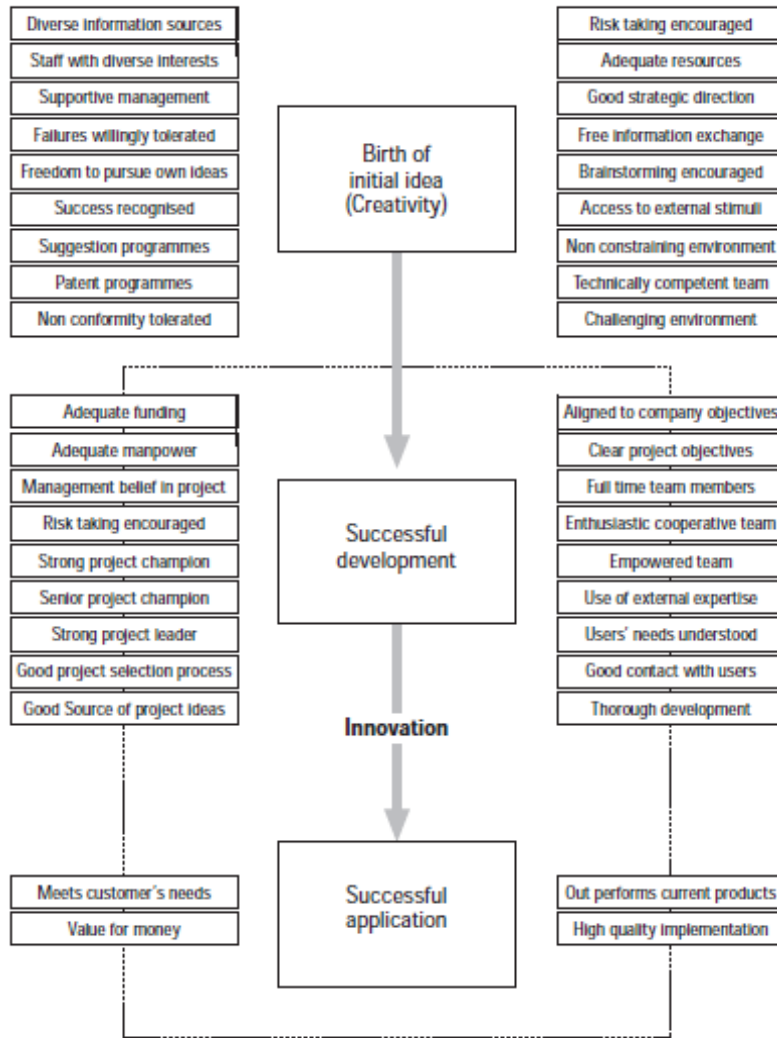 Diverse information sources
Staff with diverse interests
Supportive management
Failures willingly tolerated
Freedom to pursue own ideas
Success recognised
Suggestion programmes
Patent programmes
Non conformity tolerated
Birth of
initial idea
(Creativity)
Risk taking encouraged
Adequate resources
Good strategic direction
Free information exchange
Brainstorming encouraged
Access to external stimuli
Non constraining environment
Technically competent team
Challenging environment
Adequate funding
Adequate manpower
Management belief in project
Risk taking encouraged
Strong project champion
Senior project champion
Strong project leader
Good project selection process
Good Source of project ideas
Successful
development
Aligned to company objectives
Clear project objectives
Full time team members
Enthusiastic cooperative team
Empowered team
Use of external expertise
Users' needs understood
Good contact with users
Thorough development
Innovation
Meets customer's needs
Value for money
Successful
application
Out performs current products
High quality implementation